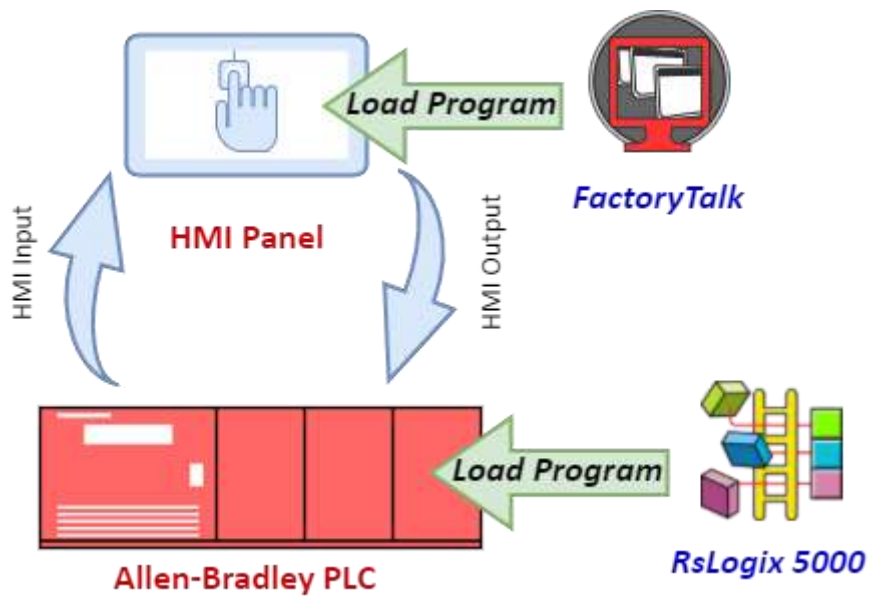 Load Program
FactoryTalk
HMI Panel
HMI Input
HMI Output
Load Program
RsLogix 5000
Allen-Bradley PLC